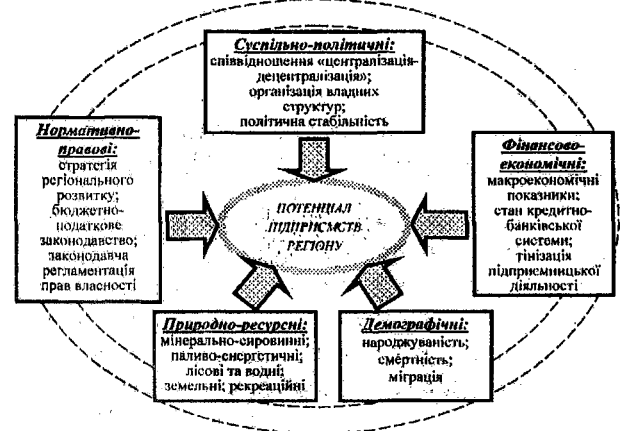 Суспільно-політичні:
співвідношення «централізація-
децентралізація»;
організація владних
структур;
політична стабільність
Нормативно-
правові:
стратегія
регіонального
розвитку;
бюджетно-
податкове
законодавство;
законодавча
регламентація
прав власності
Фінансово-
економічні:
макроекономічні
показники;
стан кредитно-
банківської
системи;
тінізація
підприємницької
діяльності
ПОТЕНЦІАЛ
ПІДПРИЄМСТВ
РЕГІОНУ
Природно-ресурсні:
мінерально-сировинні;
паливо-енергетичні;
лісові та водні;
земельні; рекреаційні
Демографічні:
народжуваність;
смертність;
міграція